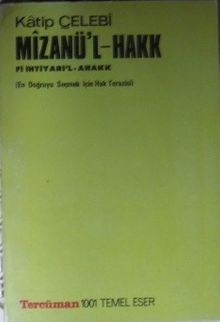 Kâtip ÇELEBİ
MÎZANÜ'L-HAKK
Fİ İHTİYARİ'L-AHAKK
(En Doğruyu Seçmek İçin Hak Terazisi)
Tercüman 1001 TEMEL ESER